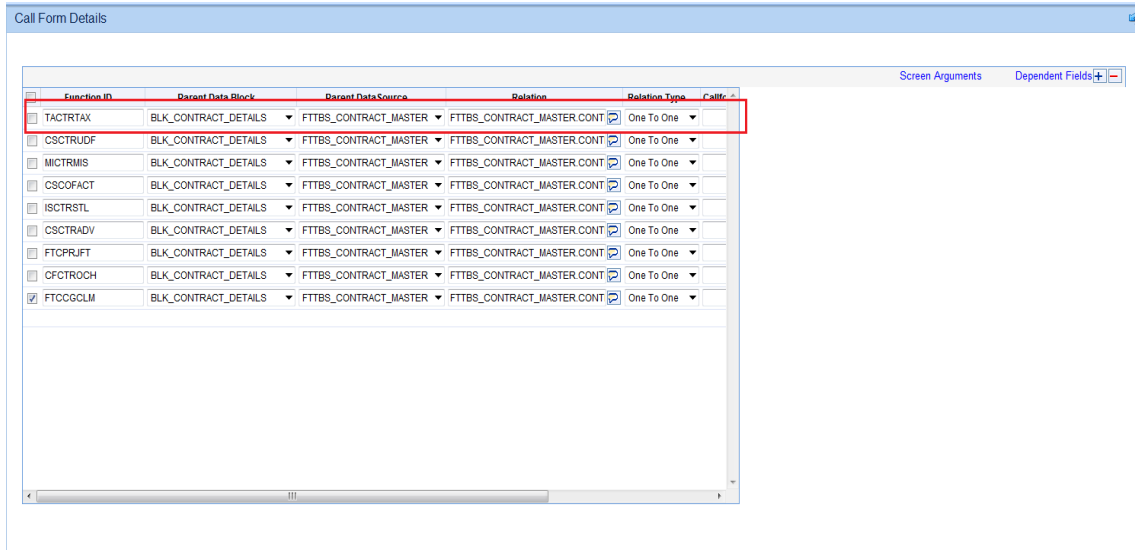 Call Form Details
Screen Arguments Dependent Fields
Function ID Parent Data Block Parent DataSource Relation Relation Type Callfo
TACTRTAX BLK_CONTRACT_DETAILS FTTBS_CONTRACT_MASTER FTTBS_CONTRACT_MASTER.CONT One To One
CSCTRUDF BLK_CONTRACT_DETAILS FTTBS_CONTRACT_MASTER FTTBS_CONTRACT_MASTER.CONT One To One
MICTRMIS BLK_CONTRACT_DETAILS FTTBS_CONTRACT_MASTER FTTBS_CONTRACT_MASTER.CONT One To One
CSCOFACT BLK_CONTRACT_DETAILS FTTBS_CONTRACT_MASTER FTTBS_CONTRACT_MASTER.CONT One To One
ISCTRSTL BLK_CONTRACT_DETAILS FTTBS_CONTRACT_MASTER FTTBS_CONTRACT_MASTER.CONT One To One
CSCTRADV BLK_CONTRACT_DETAILS FTTBS_CONTRACT_MASTER FTTBS_CONTRACT_MASTER.CONT One To One
FTCPRJFT BLK_CONTRACT_DETAILS FTTBS_CONTRACT_MASTER FTTBS_CONTRACT_MASTER.CONT One To One
CFCTROCH BLK_CONTRACT_DETAILS FTTBS_CONTRACT_MASTER FTTBS_CONTRACT_MASTER.CONT One To One
FTCCGCLM BLK_CONTRACT_DETAILS FTTBS_CONTRACT_MASTER FTTBS_CONTRACT_MASTER.CONT One To One